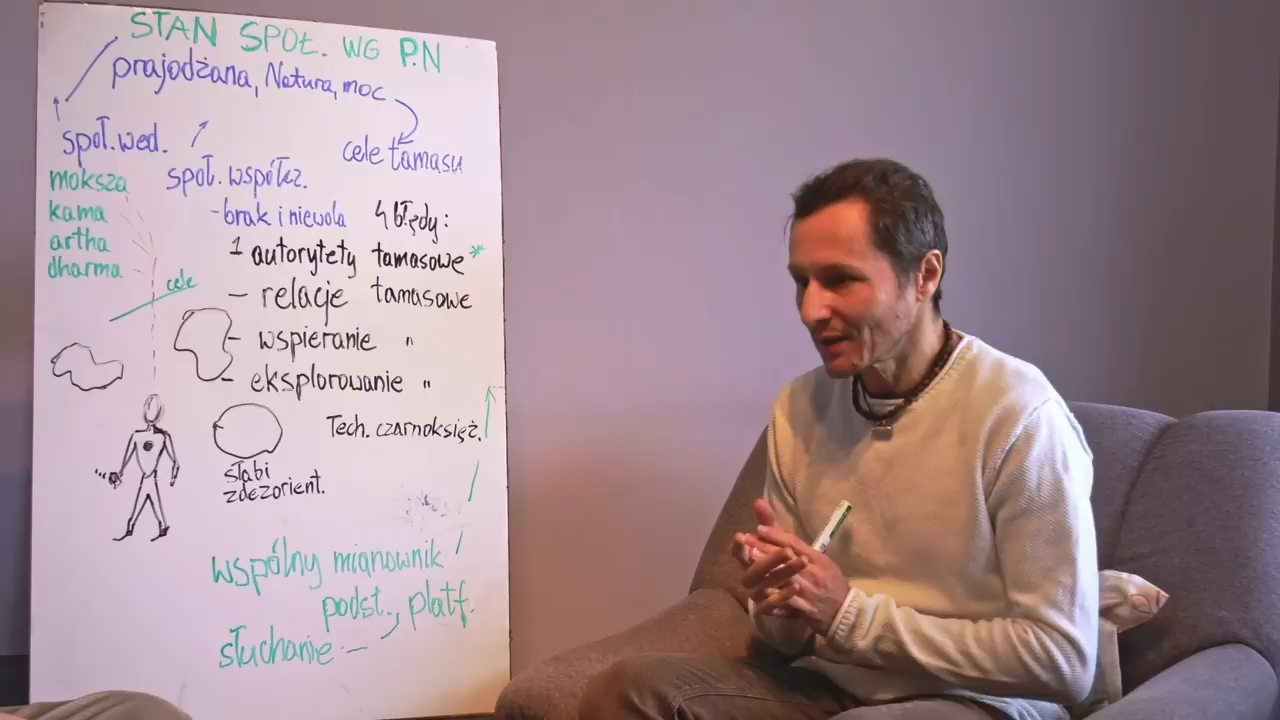 STAN SPOŁ. WG P.N
prajodżana, Natura, moc
społ. wed.
cele tamasu
moksza
kama
artha
dharma
cele
społ. współcz.
- brak i niewola
4 błędy:
1 autorytety tamasowe *
- relacje tamasowe
- wspieranie "
- eksplorowanie "
Tech. czarnoksięż.
słabi
zdezorient.
wspólny mianownik
podst., platf.
słuchanie -